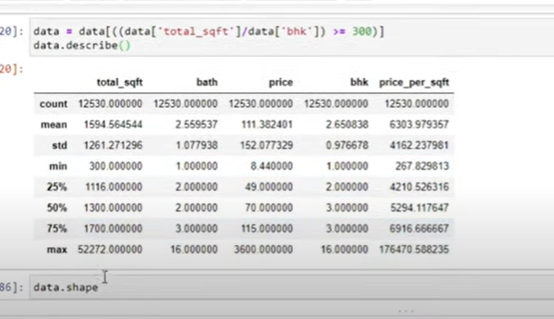 20]: data = data[((data['total_sqft']/data['bhk']) >= 300)]
data.describe()
20]:
total_sqft bath price bhk price_per_sqft
count 12530.000000 12530.000000 12530.000000 12530.000000 12530.000000
mean 1594.564544 2.559537 111.382401 2.650838 6303.979357
std 1261.271296 1.077938 152.077329 0.976678 4162.237981
min 300.000000 1.000000 8.440000 1.000000 267.829813
25% 1116.000000 2.000000 49.000000 2.000000 4210.526316
50% 1300.000000 2.000000 70.000000 3.000000 5294.117647
75% 1700.000000 3.000000 115.000000 3.000000 6916.666667
max 52272.000000 16.000000 3600.000000 16.000000 176470.588235
86]: data.shape
...